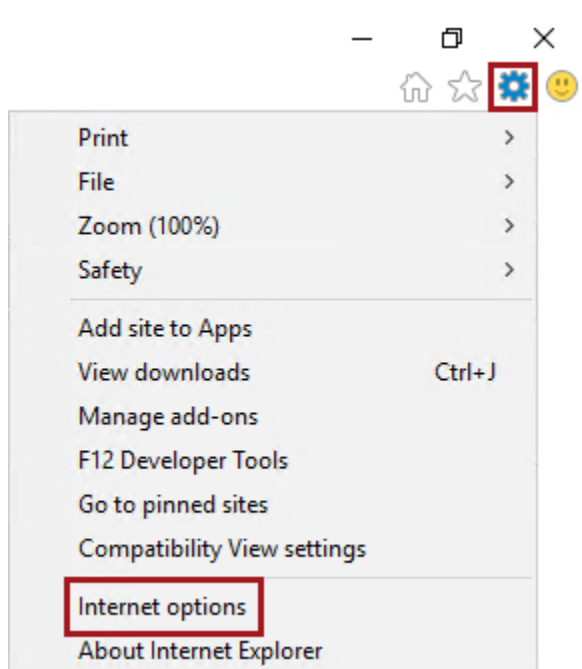 Print
File
Zoom (100%)
Safety
Add site to Apps
View downloads Ctrl+J
Manage add-ons
F12 Developer Tools
Go to pinned sites
Compatibility View settings
Internet options
About Internet Explorer